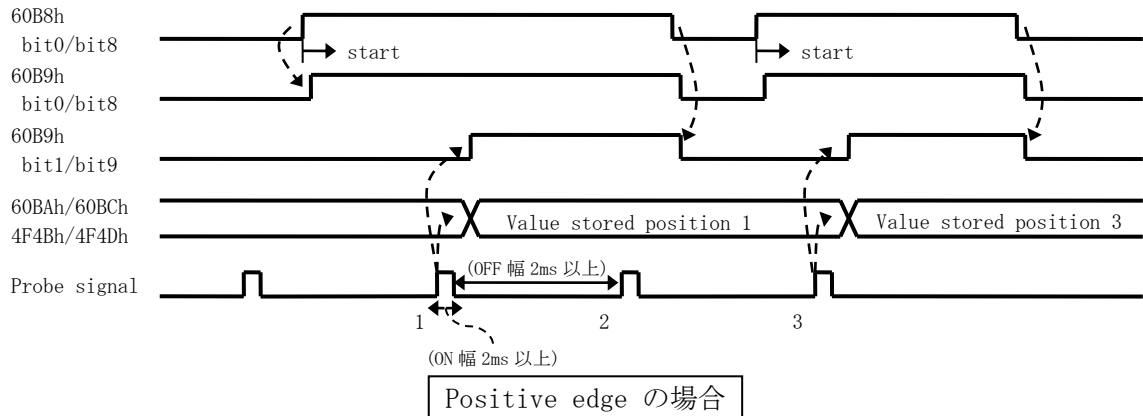 60B8h
bit0/bit8
start
start
60B9h
bit0/bit8
60B9h
bit1/bit9
60BAh/60BCh
4F4Bh/4F4Dh
Value stored position 1
Value stored position 3
Probe signal
(OFF 幅 2ms 以上)
1
2
3
(ON 幅 2ms 以上)
Positive edge の場合